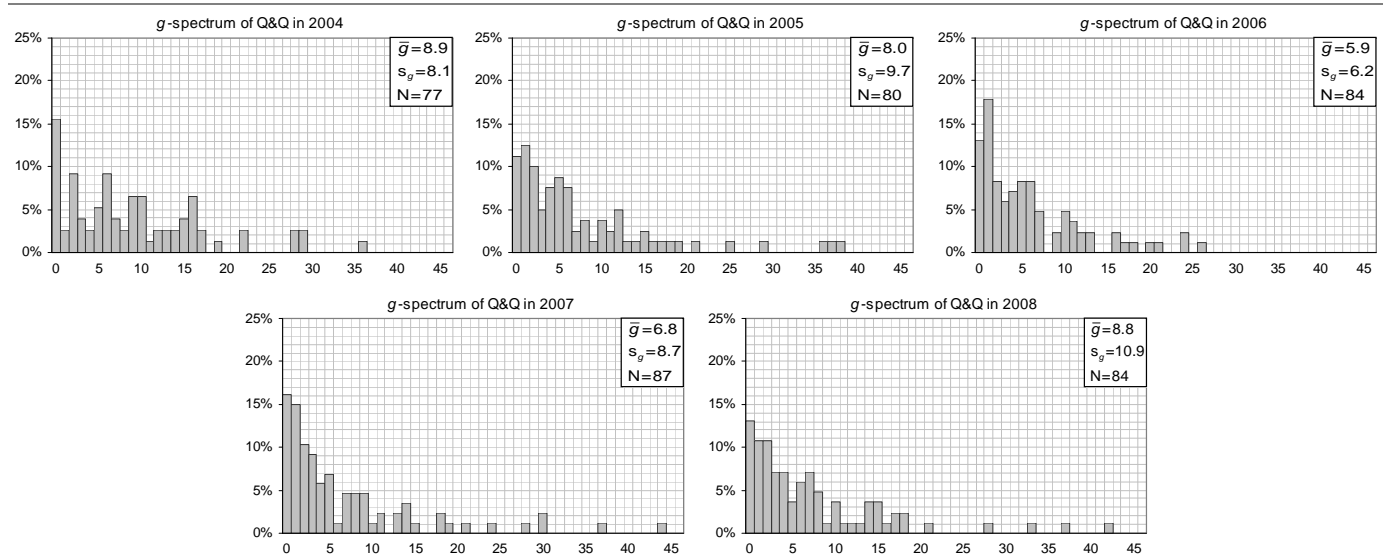 g-spectrum of Q&Q in 2004
25%
20%
15%
10%
5%
0%
0 5 10 15 20 25 30 35 40 45
g̅=8.9
s_g=8.1
N=77
g-spectrum of Q&Q in 2005
25%
20%
15%
10%
5%
0%
0 5 10 15 20 25 30 35 40 45
g̅=8.0
s_g=9.7
N=80
g-spectrum of Q&Q in 2006
25%
20%
15%
10%
5%
0%
0 5 10 15 20 25 30 35 40 45
g̅=5.9
s_g=6.2
N=84
g-spectrum of Q&Q in 2007
25%
20%
15%
10%
5%
0%
0 5 10 15 20 25 30 35 40 45
g̅=6.8
s_g=8.7
N=87
g-spectrum of Q&Q in 2008
25%
20%
15%
10%
5%
0%
0 5 10 15 20 25 30 35 40 45
g̅=8.8
s_g=10.9
N=84